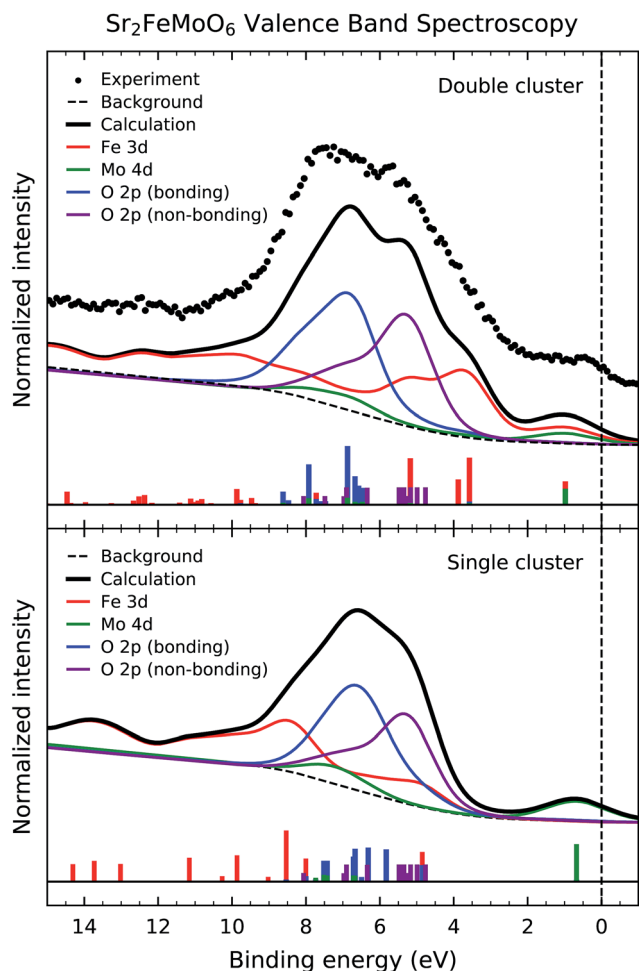 Sr₂FeMoO₆ Valence Band Spectroscopy
Experiment
Background
Calculation
Fe 3d
Mo 4d
O 2p (bonding)
O 2p (non-bonding)
Double cluster
Normalized intensity
Background
Calculation
Fe 3d
Mo 4d
O 2p (bonding)
O 2p (non-bonding)
Single cluster
Normalized intensity
14 12 10 8 6 4 2 0
Binding energy (eV)